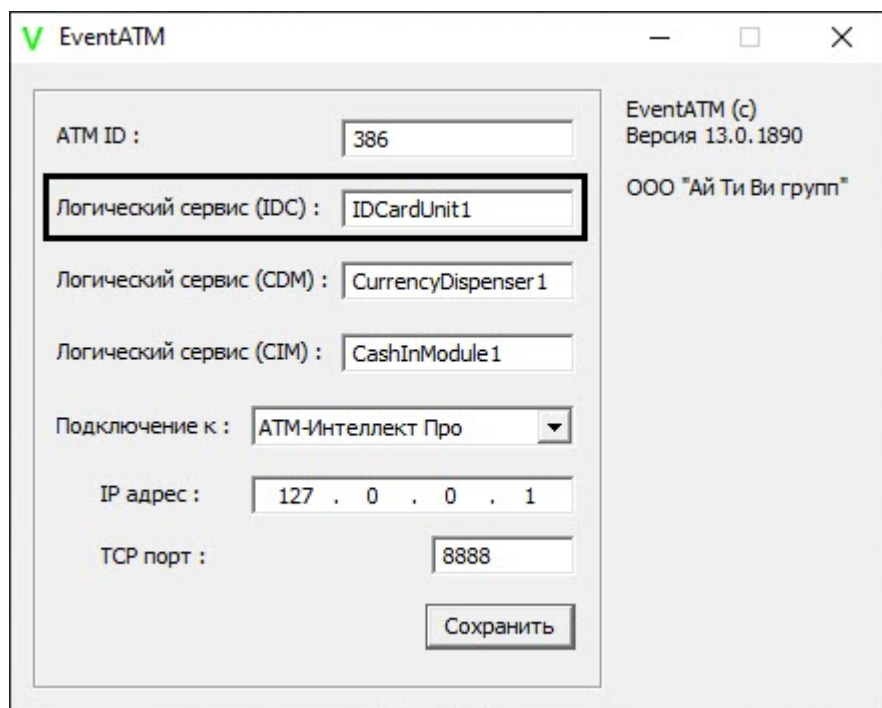 EventATM
ATM ID : 386
Логический сервис (IDC) : IDCardUnit1
Логический сервис (CDM) : CurrencyDispenser1
Логический сервис (CIM) : CashInModule1
Подключение к : АТМ-Интеллект Про
IP адрес : 127 . 0 . 0 . 1
TCP порт : 8888
Сохранить
EventATM (c)
Версия 13.0.1890
ООО "Ай Ти Ви групп"